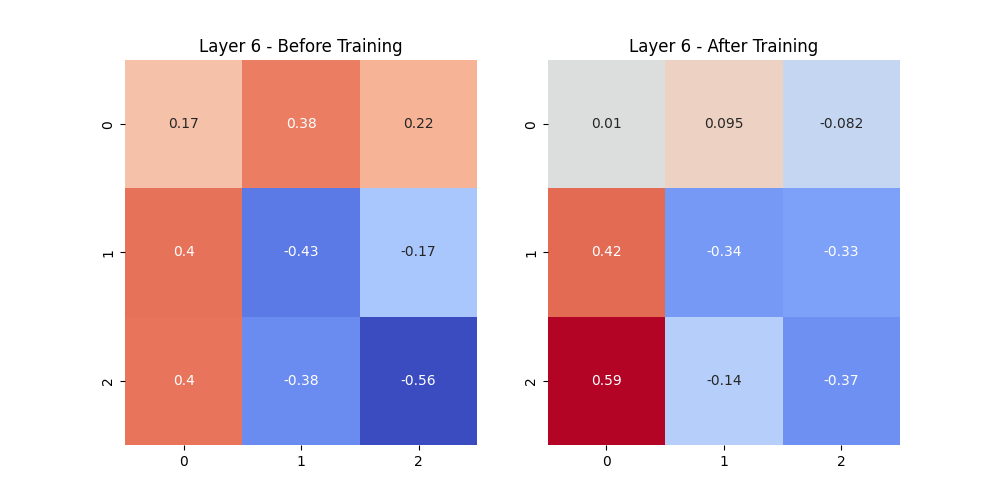 Layer 6 - Before Training
0 0.17 0.38 0.22
1 0.4 -0.43 -0.17
2 0.4 -0.38 -0.56
0 1 2
Layer 6 - After Training
0 0.01 0.095 -0.082
1 0.42 -0.34 -0.33
2 0.59 -0.14 -0.37
0 1 2